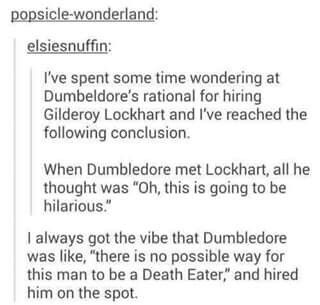 popsicle-wonderland:
elsiesnuffin:
I've spent some time wondering at
Dumbeldore's rational for hiring
Gilderoy Lockhart and I've reached the
following conclusion.
When Dumbledore met Lockhart, all he
thought was "Oh, this is going to be
hilarious."
I always got the vibe that Dumbledore
was like, "there is no possible way for
this man to be a Death Eater," and hired
him on the spot.